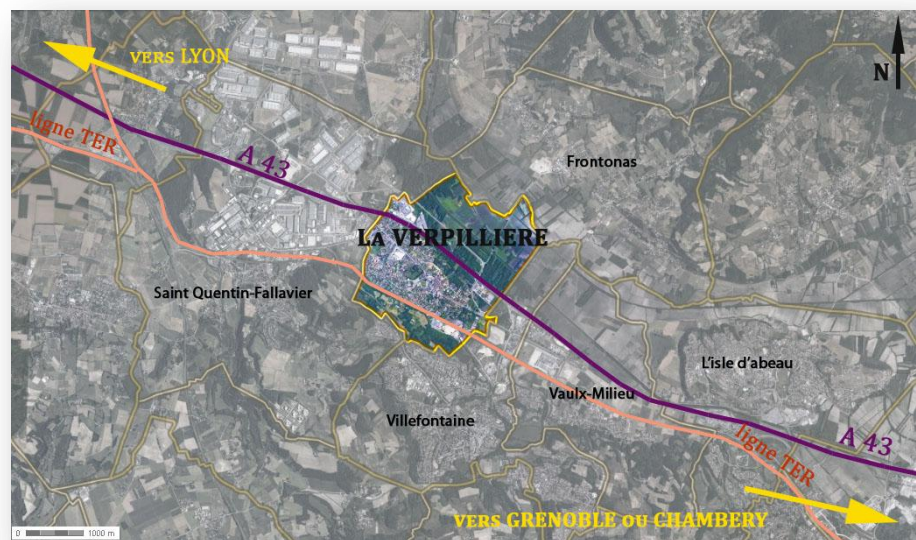 VERS LYON
N
ligne TER
A 43
Frontonas
LA VERPILLIERE
Saint Quentin-Fallavier
L'isle d'abeau
Vaulx-Milieu
Villefontaine
ligne TER
A 43
VERS GRENOBLE OU CHAMBERY
0 1000 m